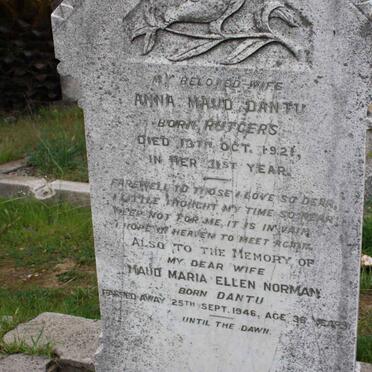 MY BELOVED WIFE
ANNA MAUD DANTU
BORN RUTGERS
DIED 13TH OCT. 1921,
IN HER 31ST YEAR.
FAREWELL TO THOSE I LOVE SO DEAR,
I LITTLE THOUGHT MY TIME SO NEAR,
WEEP NOT FOR ME, IT IS IN VAIN,
I HOPE IN HEAVEN TO MEET AGAIN.
ALSO TO THE MEMORY OF
MY DEAR WIFE
MAUD MARIA ELLEN NORMAN
BORN DANTU
PASSED AWAY 25TH SEPT. 1946, AGE 36 YEARS
UNTIL THE DAWN.